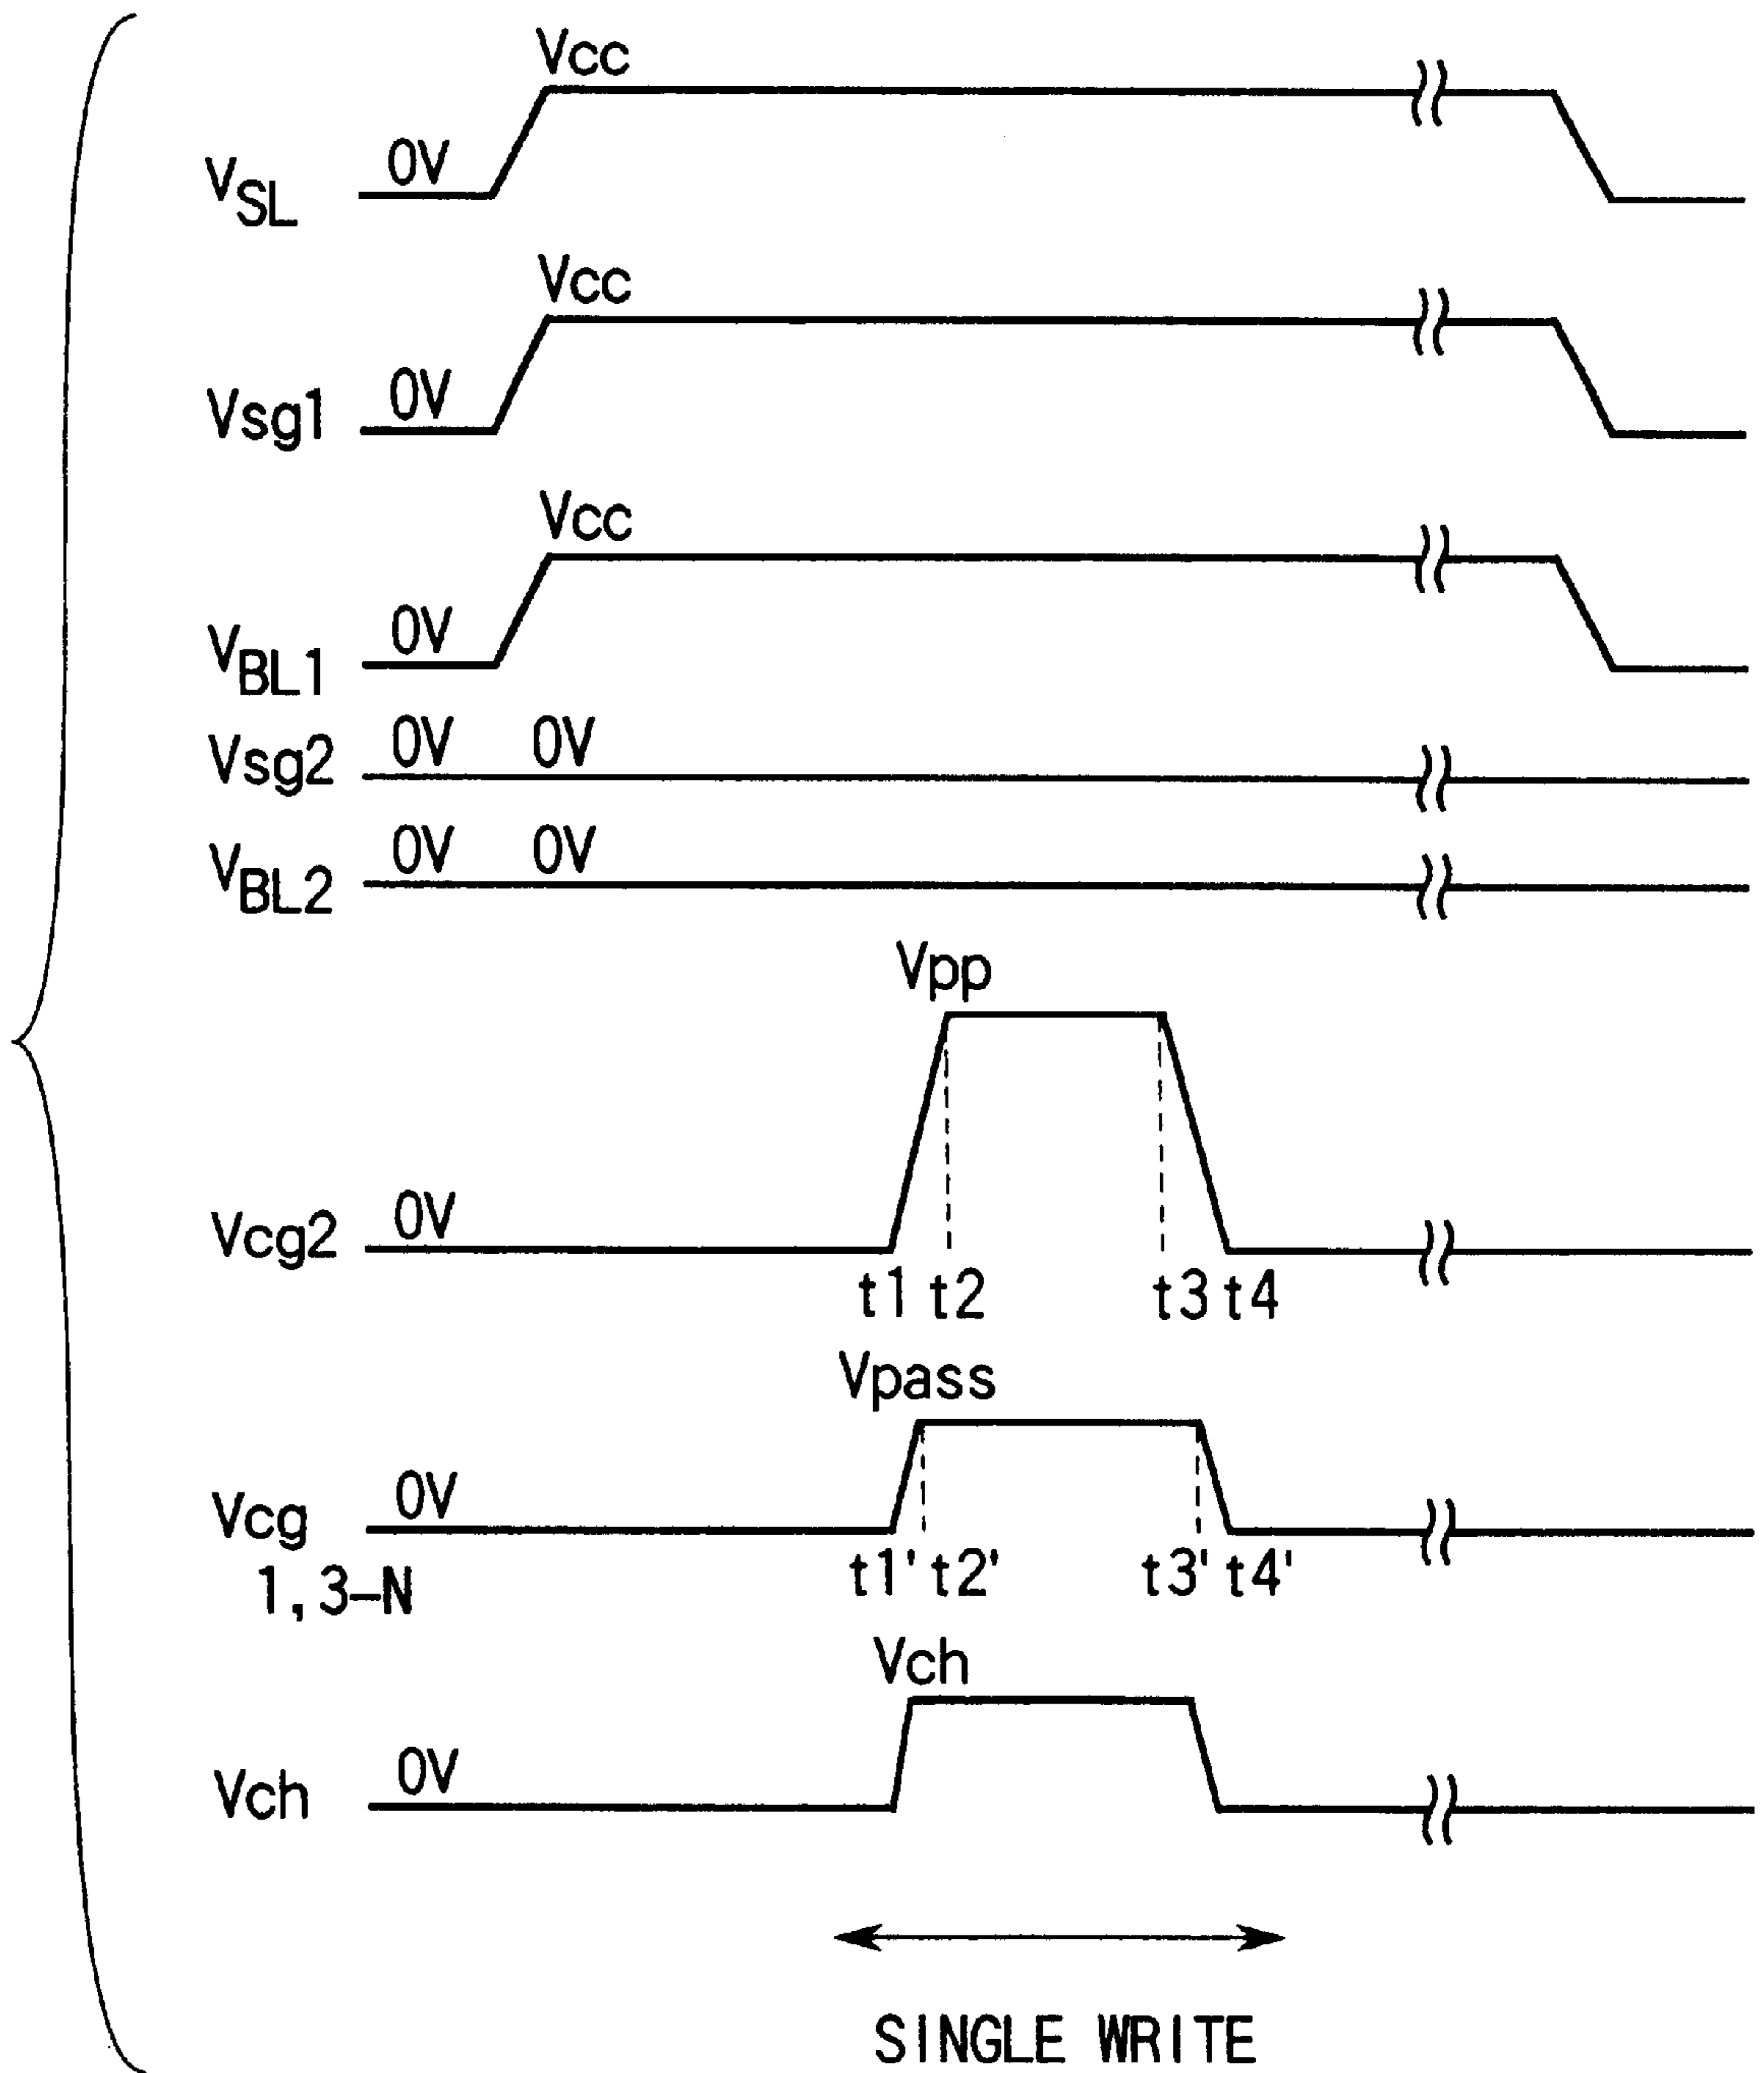 Vcc
0V
VSL
Vcc
0V
Vsg1
Vcc
0V
VBL1
0V 0V
Vsg2
0V 0V
VBL2
Vpp
0V
Vcg2
t1 t2 t3 t4
Vpass
0V
Vcg
1,3-N
t1' t2' t3' t4'
Vch
0V
Vch
SINGLE WRITE